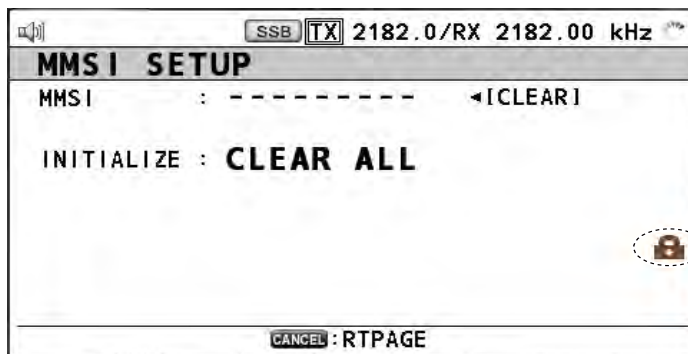 SSB TX 2182.0/RX 2182.00 kHz
MMSI SETUP
MMSI : --------- ◄[CLEAR]
INITIALIZE : CLEAR ALL
CANCEL : RTPAGE